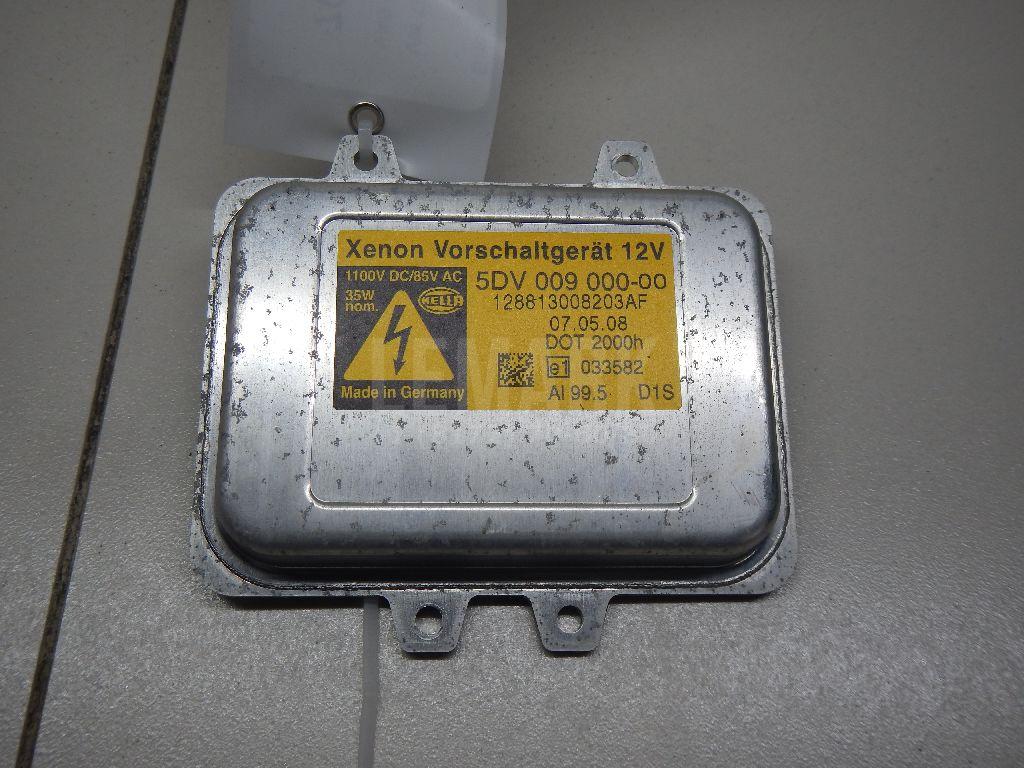 Xenon Vorschaltgerät 12V
1100V DC/85V AC
35W
nom.
HELLA
Made in Germany
5DV 009 000-00
128813008203AF
07.05.08
DOT 2000h
e1 033582
Al 99.5 D1S